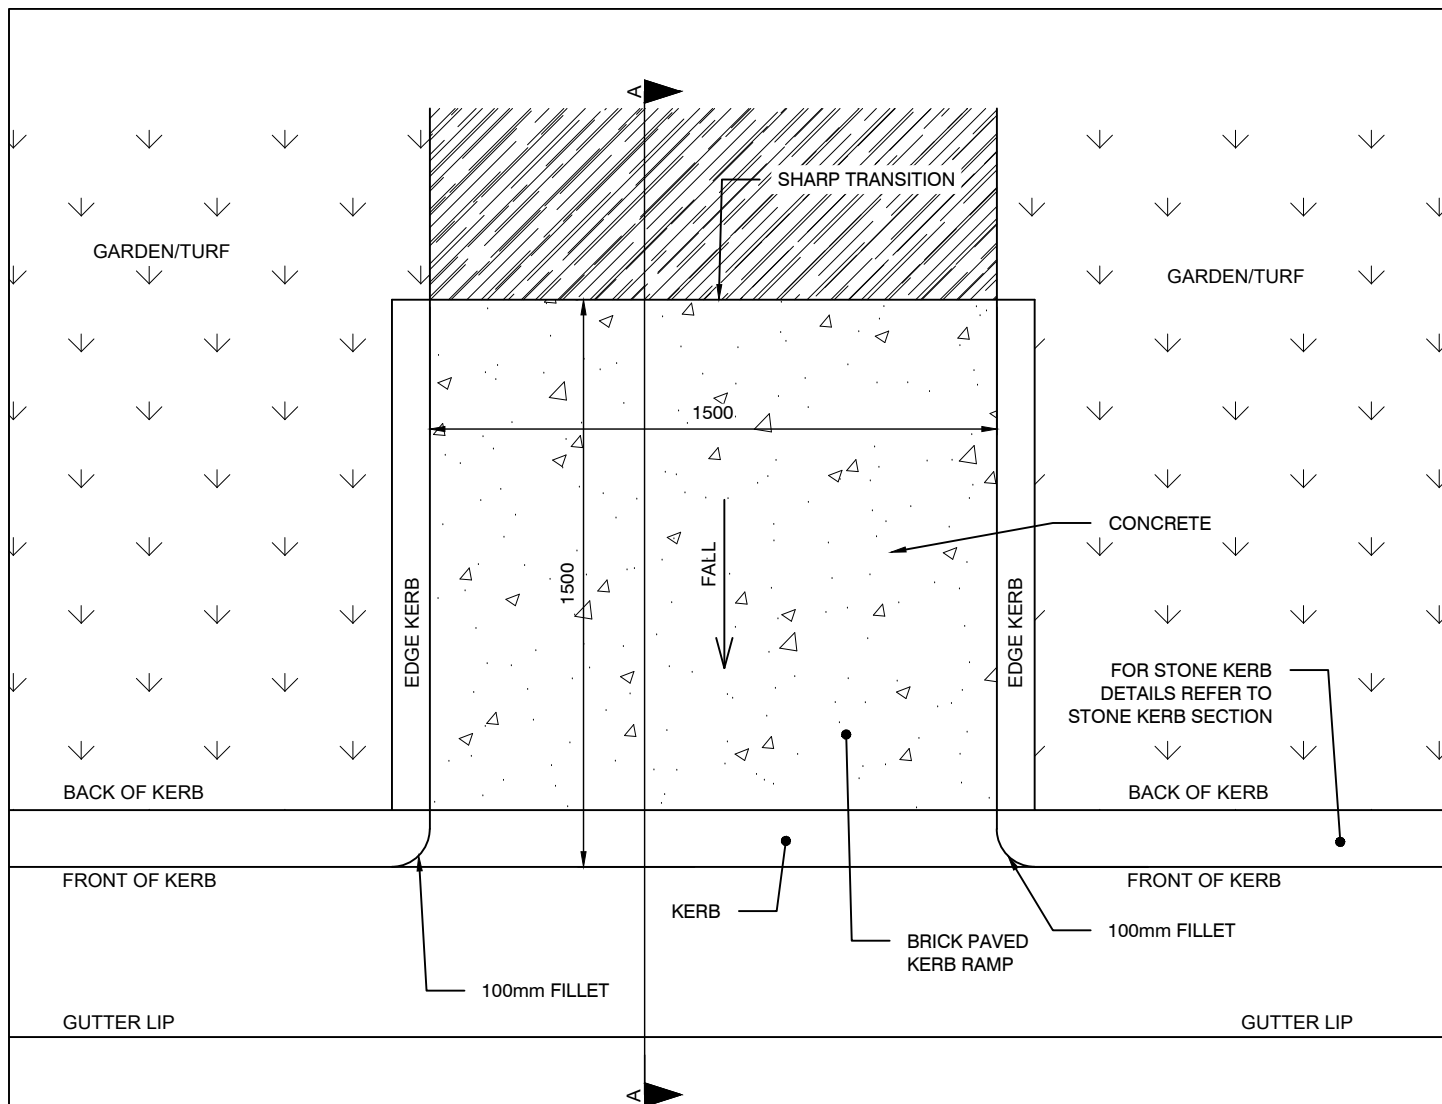 A
SHARP TRANSITION
GARDEN/TURF
GARDEN/TURF
1500
CONCRETE
FALL
1500
EDGE KERB
EDGE KERB
FOR STONE KERB
DETAILS REFER TO
STONE KERB SECTION
BACK OF KERB
BACK OF KERB
FRONT OF KERB
FRONT OF KERB
KERB
100mm FILLET
BRICK PAVED
KERB RAMP
100mm FILLET
GUTTER LIP
GUTTER LIP
A